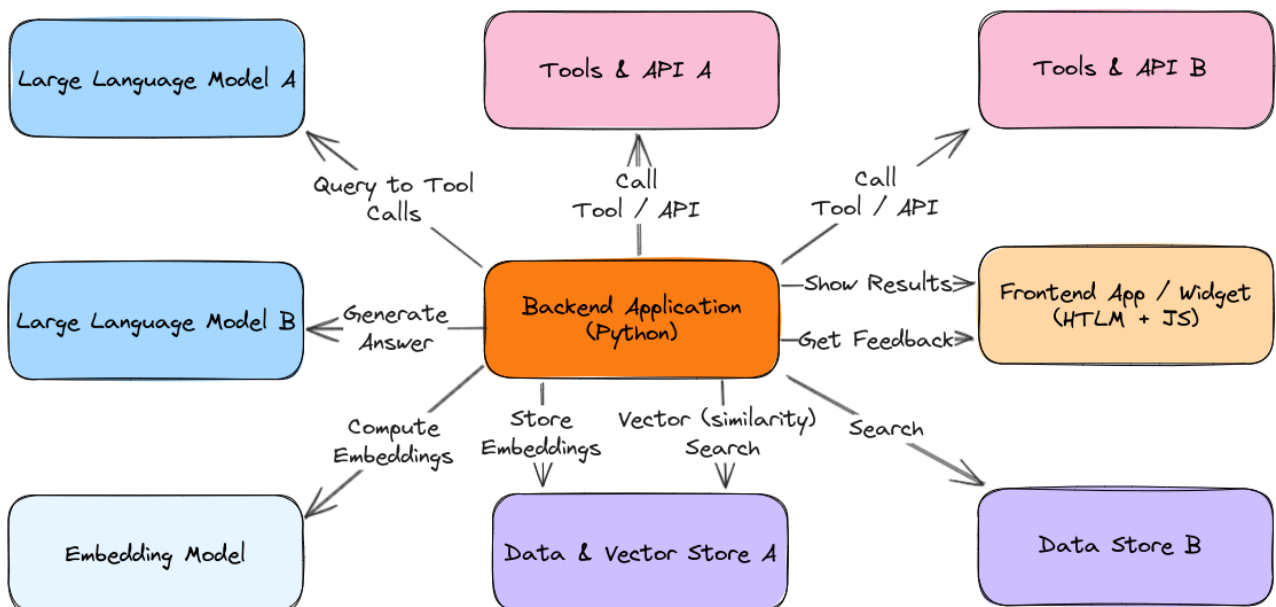 Large Language Model A
Tools & API A
Tools & API B
Query to Tool
Calls
Call
Tool / API
Call
Tool / API
Large Language Model B
Generate
Answer
Backend Application
(Python)
Show Results
Get Feedback
Frontend App / Widget
(HTLM + JS)
Compute
Embeddings
Store
Embeddings
Vector (similarity)
Search
Search
Embedding Model
Data & Vector Store A
Data Store B